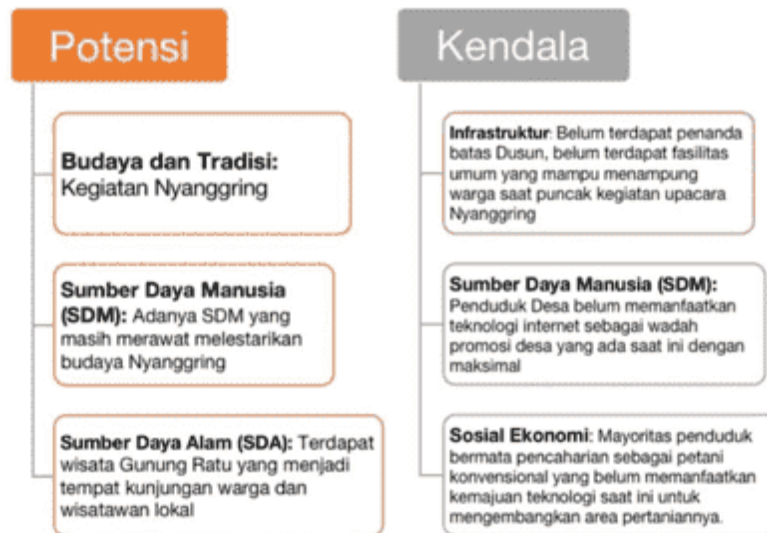 Potensi
Budaya dan Tradisi:
Kegiatan Nyanggring
Sumber Daya Manusia
(SDM): Adanya SDM yang
masih merawat melestarikan
budaya Nyanggring
Sumber Daya Alam (SDA): Terdapat
wisata Gunung Ratu yang menjadi
tempat kunjungan warga dan
wisatawan lokal
Kendala
Infrastruktur: Belum terdapat penanda
batas Dusun, belum terdapat fasilitas
umum yang mampu menampung
warga saat puncak kegiatan upacara
Nyanggring
Sumber Daya Manusia (SDM):
Penduduk Desa belum memanfaatkan
teknologi internet sebagai wadah
promosi desa yang ada saat ini dengan
maksimal
Sosial Ekonomi: Mayoritas penduduk
bermata pencaharian sebagai petani
konvensional yang belum memanfaatkan
kemajuan teknologi saat ini untuk
mengembangkan area pertaniannya.